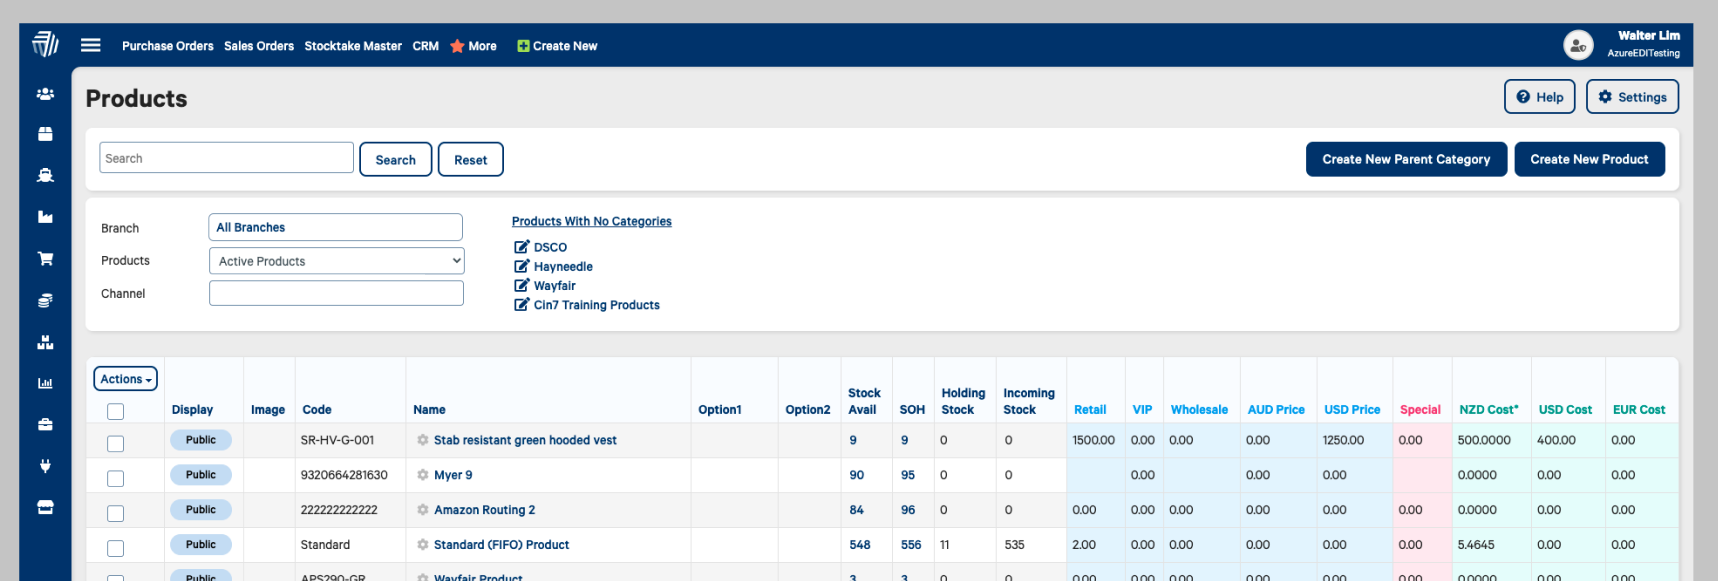 Purchase Orders Sales Orders Stocktake Master CRM More Create New Walter Lim
AzureEDITesting
Products Help Settings
Search Search Reset Create New Parent Category Create New Product
Branch All Branches Products With No Categories
DSCO
Products Active Products Hayneedle
Wayfair
Channel Cin7 Training Products
Actions
Display Image Code Name Option1 Option2 Stock Avail SOH Holding Stock Incoming Stock Retail VIP Wholesale AUD Price USD Price Special NZD Cost* USD Cost EUR Cost
Public SR-HV-G-001 Stab resistant green hooded vest 9 9 0 0 1500.00 0.00 0.00 0.00 1250.00 0.00 500.0000 400.00 0.00
Public 9320664281630 Myer 9 90 95 0 0 0.00 0.00 0.00 0.0000 0.00 0.00
Public 222222222222 Amazon Routing 2 84 96 0 0 0.00 0.00 0.00 0.00 0.00 0.00 0.0000 0.00 0.00
Public Standard Standard (FIFO) Product 548 556 11 535 2.00 0.00 0.00 0.00 0.00 0.00 5.4645 0.00 0.00
Public APS290-GR Wayfair Product 3 3 0 0 0.00 0.00 0.00 0.00 0.00 0.00 0.0000 0.00 0.00